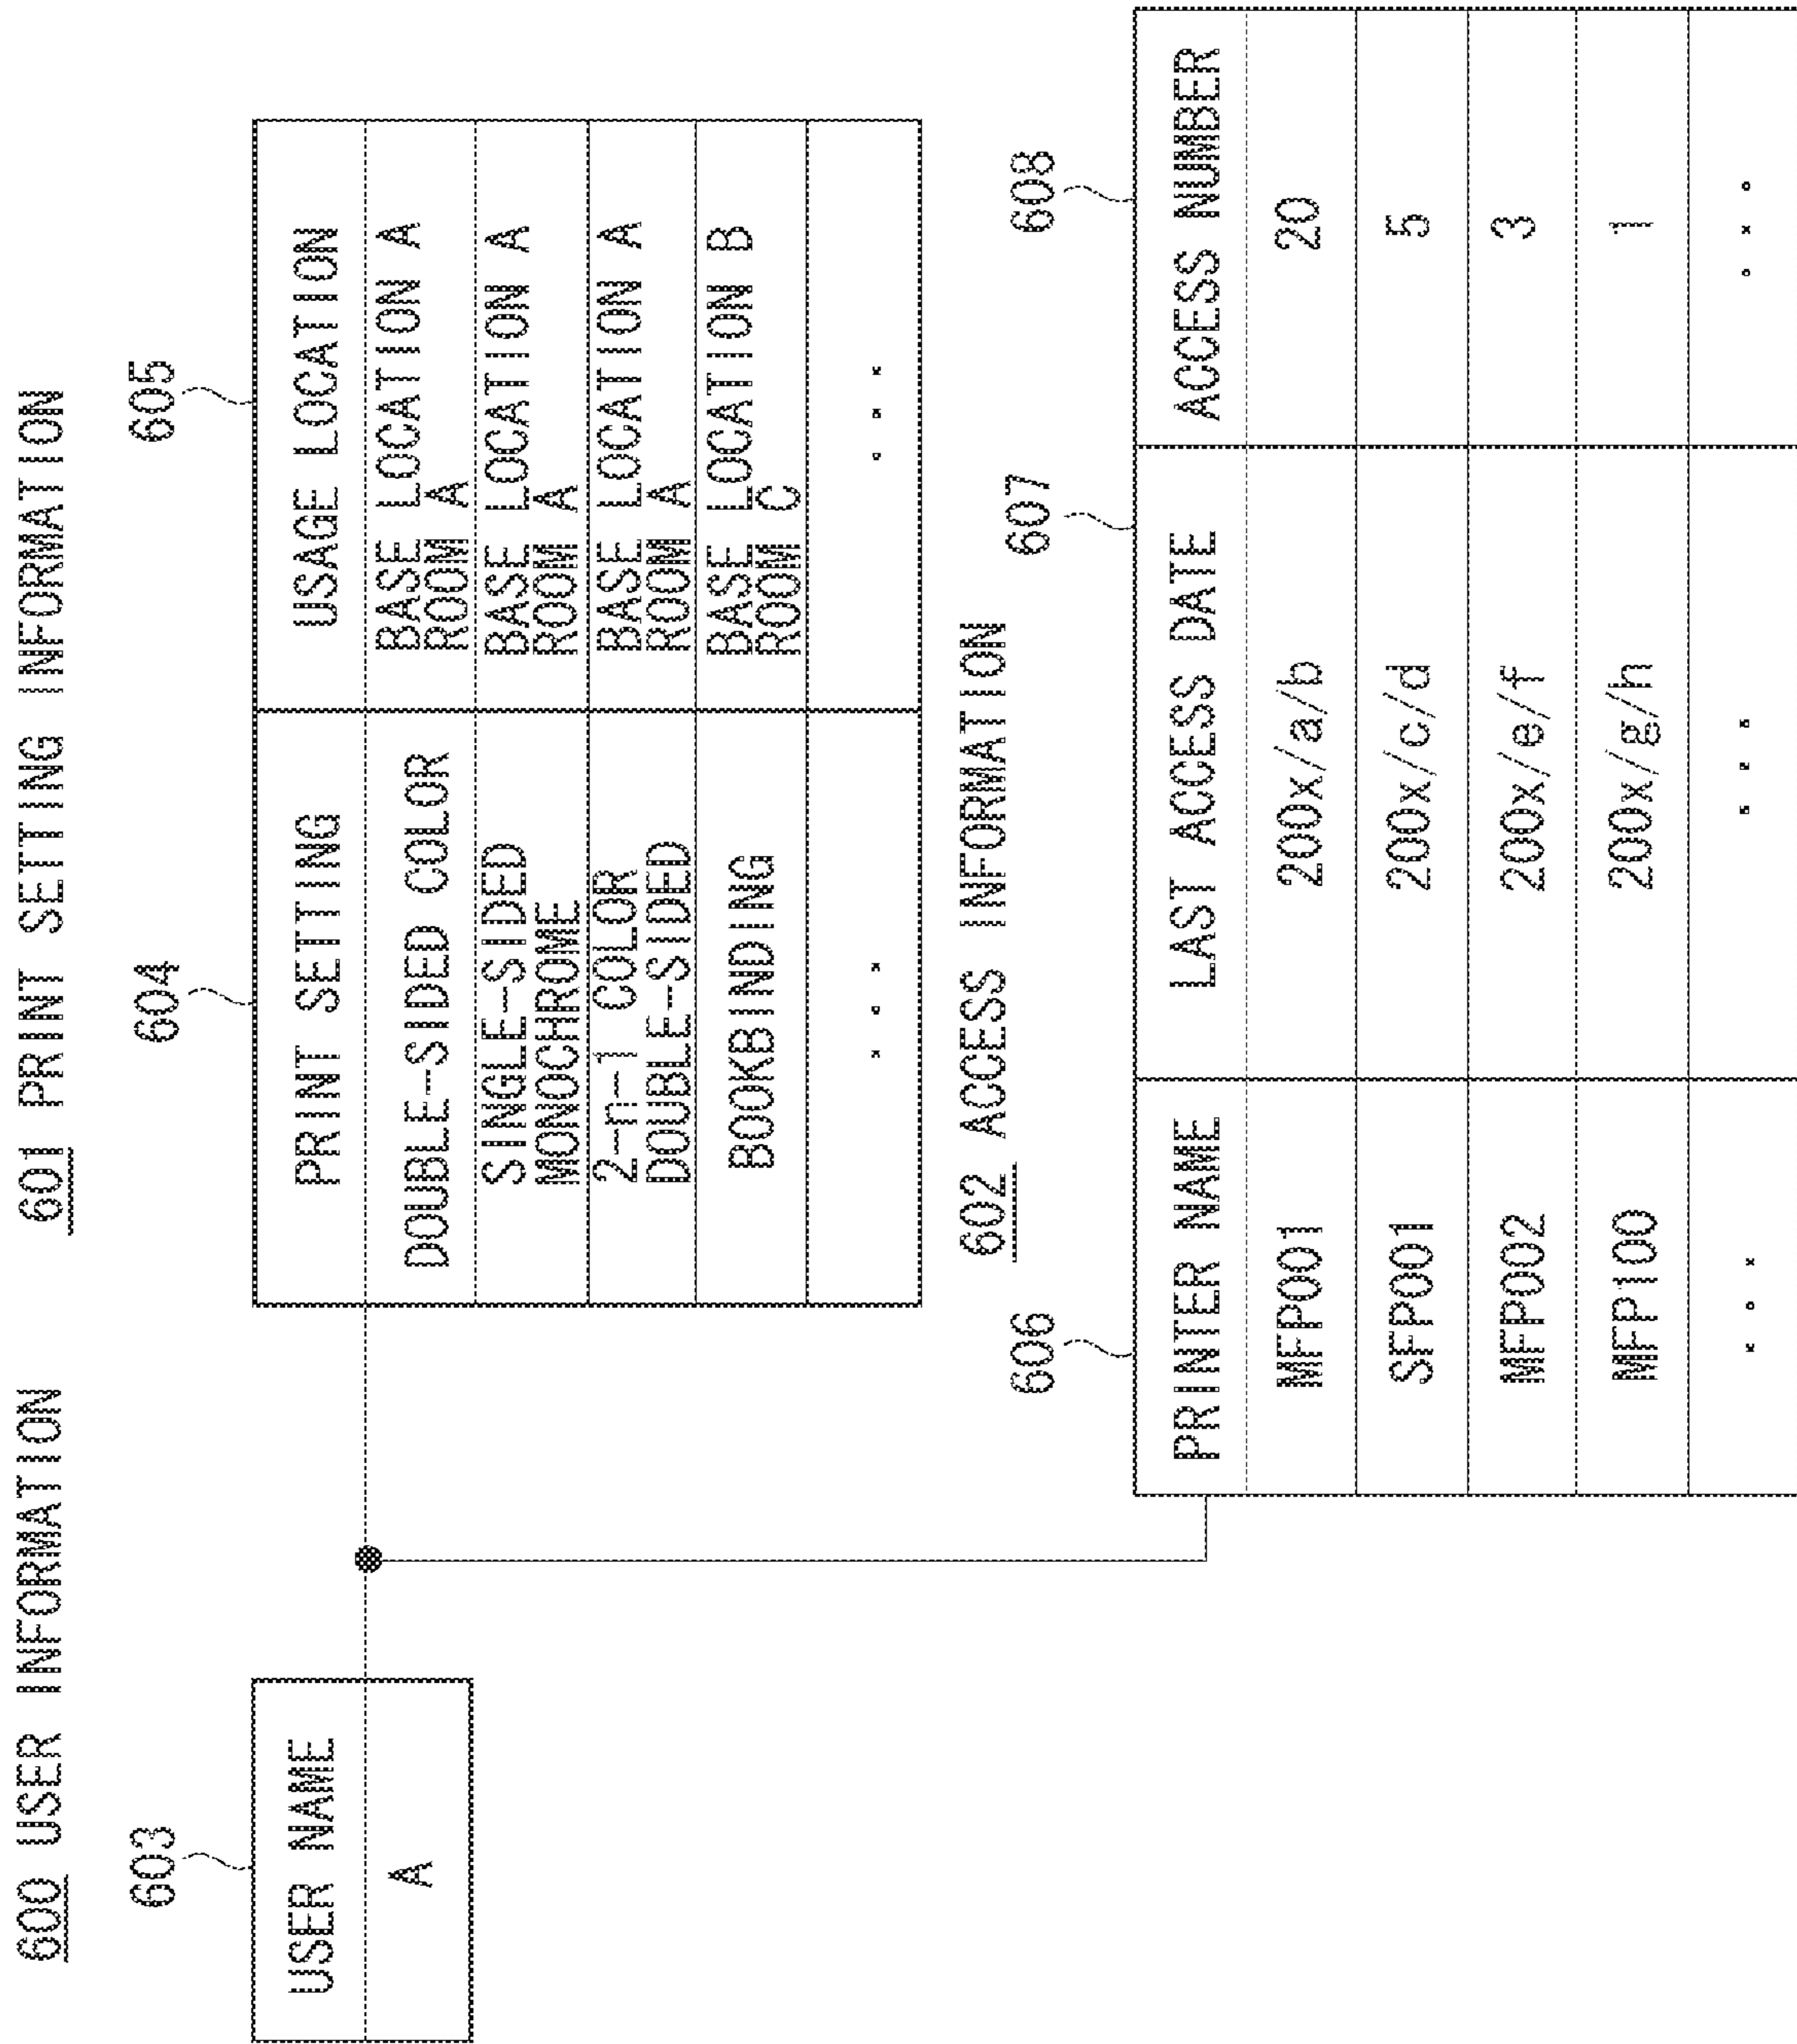 600 USER INFORMATION
603
USER NAME
A
601 PRINT SETTING INFORMATION
604
605
PRINT SETTING
USAGE LOCATION
DOUBLE-SIDED COLOR
BASE LOCATION A
ROOM A
SINGLE-SIDED
MONOCHROME
BASE LOCATION A
ROOM A
2-n-1 COLOR
DOUBLE-SIDED
BASE LOCATION A
ROOM A
BOOKBINDING
BASE LOCATION B
ROOM C
...
...
602 ACCESS INFORMATION
606
607
608
PRINTER NAME
LAST ACCESS DATE
ACCESS NUMBER
MFP001
200x/a/b
20
SFP001
200x/c/d
5
MFP002
200x/e/f
3
MFP100
200x/g/h
1
...
...
...